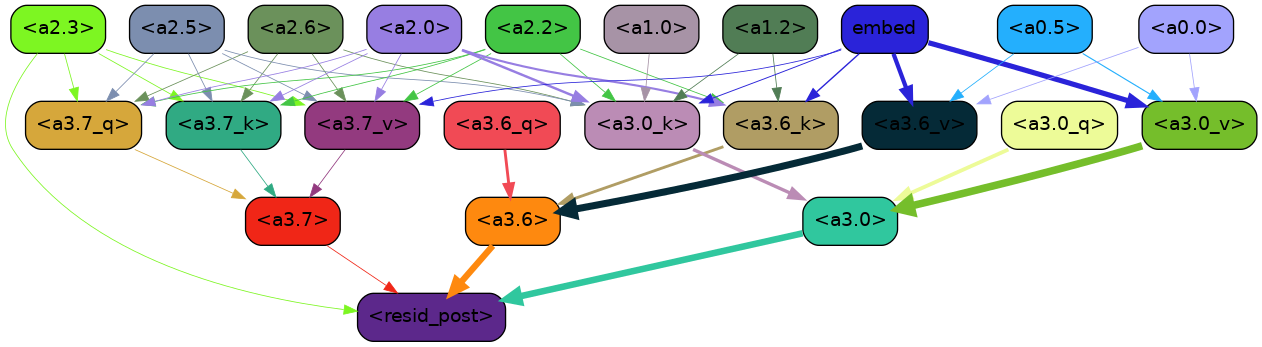 <a2.3> <a2.5> <a2.6> <a2.0> <a2.2> <a1.0> <a1.2> embed <a0.5> <a0.0>
<a3.7_q> <a3.7_k> <a3.7_v> <a3.6_q> <a3.0_k> <a3.6_k> <a3.6_v> <a3.0_q> <a3.0_v>
<a3.7> <a3.6> <a3.0>
<resid_post>